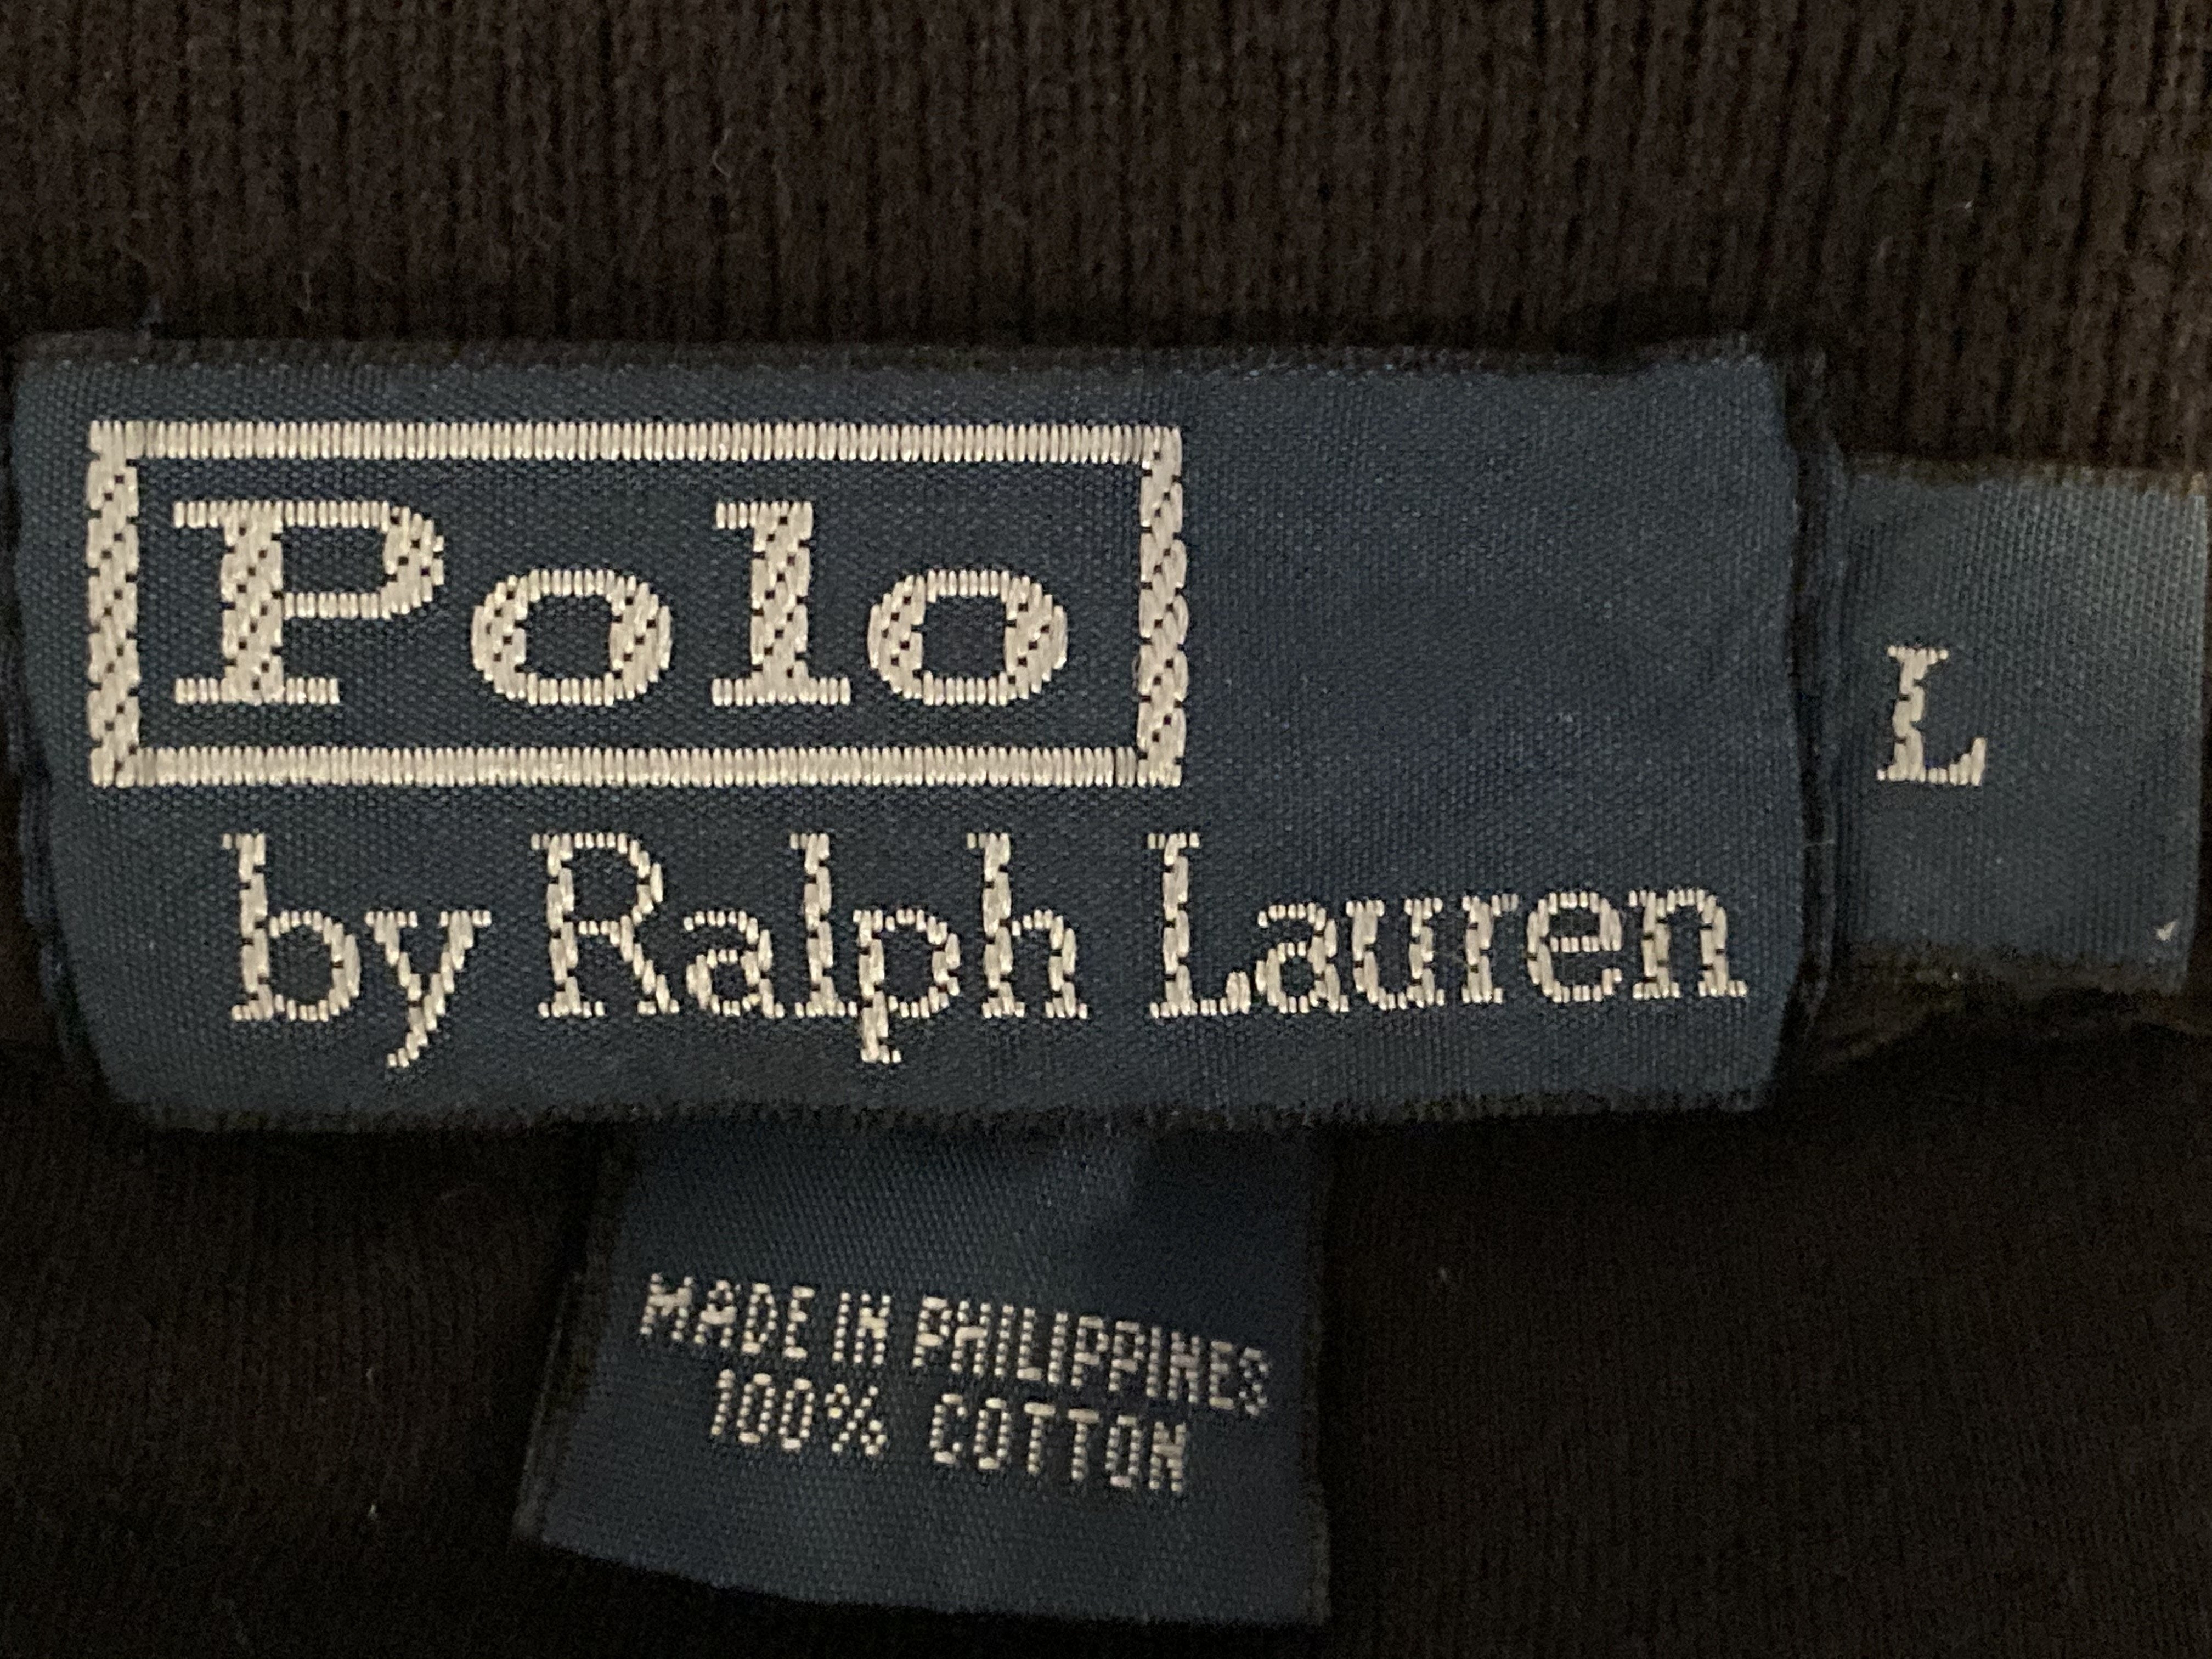 Polo
by Ralph Lauren
L
MADE IN PHILIPPINES
100% COTTON